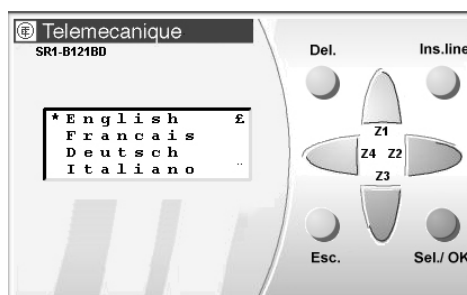 Telemecanique
SR1-B121BD
*English £
Francais
Deutsch
Italiano ¨
Del.
Ins.line
Z1
Z4 Z2
Z3
Esc.
Sel./ OK